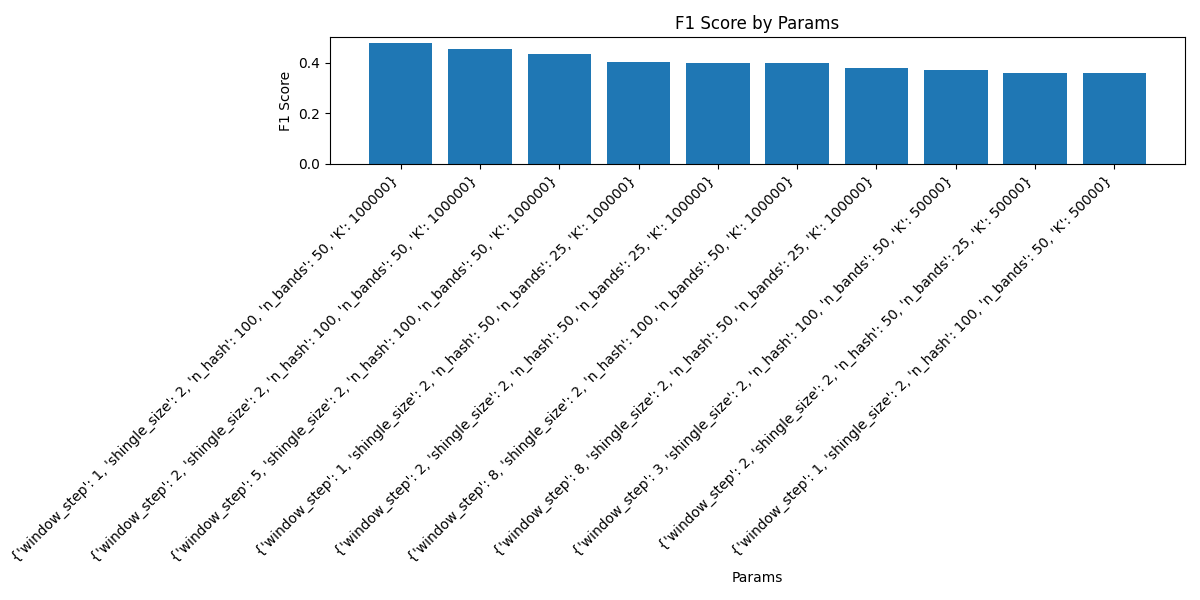 F1 Score by Params
F1 Score
0.4
0.2
0.0
{'window_step': 1, 'shingle_size': 2, 'n_hash': 100, 'n_bands': 50, 'K': 100000}
{'window_step': 2, 'shingle_size': 2, 'n_hash': 100, 'n_bands': 50, 'K': 100000}
{'window_step': 5, 'shingle_size': 2, 'n_hash': 100, 'n_bands': 50, 'K': 100000}
{'window_step': 1, 'shingle_size': 2, 'n_hash': 50, 'n_bands': 25, 'K': 100000}
{'window_step': 2, 'shingle_size': 2, 'n_hash': 50, 'n_bands': 25, 'K': 100000}
{'window_step': 8, 'shingle_size': 2, 'n_hash': 100, 'n_bands': 50, 'K': 100000}
{'window_step': 8, 'shingle_size': 2, 'n_hash': 50, 'n_bands': 25, 'K': 100000}
{'window_step': 3, 'shingle_size': 2, 'n_hash': 100, 'n_bands': 50, 'K': 50000}
{'window_step': 2, 'shingle_size': 2, 'n_hash': 50, 'n_bands': 25, 'K': 50000}
{'window_step': 1, 'shingle_size': 2, 'n_hash': 100, 'n_bands': 50, 'K': 50000}
Params